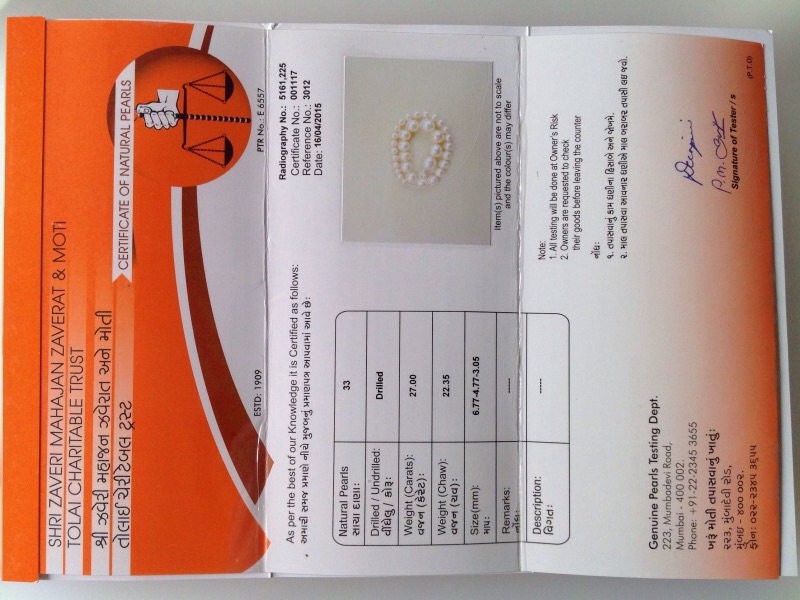 SHRI ZAVERI MAHAJAN ZAVERAT & MOTI
TOLAI CHARITABLE TRUST
શ્રી ઝવેરી મહાજન ઝવેરાત અને મોતી
તોલાઈ ચેરીટેબલ ટ્રસ્ટ
CERTIFICATE OF NATURAL PEARLS
ESTD: 1909
PTR No.: E 6557
Radiography No.: 5161,225
Certificate No.: 001117
Reference No.: 3012
Date: 16/04/2015
As per the best of our Knowledge it is Certified as follows:
અમારી સમજ પ્રમાણે નીચે મુજબનું પ્રમાણપત્ર આપવામાં આવે છે:
Natural Pearls 33
સાચા દાણા:
Drilled / Undrilled: Drilled
વીંધેલુ / કોરૂ:
Weight (Carats): 27.00
વજન (કેરેટ):
Weight (Chaw): 22.35
વજન (ચવ):
Size(mm): 6.77-4.77-3.05
માપ:
Remarks: -----
નોંધ:
Description: -----
વિગત:
Item(s) pictured above are not to scale
and the colour(s) may differ
Note:
1. All testing will be done at Owner's Risk
2. Owners are requested to check
their goods before leaving the counter
નોંધ:
૧. તપાસવાનું કામ ધણીના હિસાબે અને જોખમે.
૨. માલ તપાસવા આવનાર ધણીએ માલ બરાબર તપાસી લઇ જવો.
Signature of Tester / s
(P.T.O)
Genuine Pearls Testing Dept.
223, Mumbadevi Road,
Mumbai - 400 002.
Phone: +91-22-2345 3655
ખરૂં મોતી તપાસવાનું ખાતું:
૨૨૩, મુંબાદેવી રોડ,
મુંબઇ - ૪૦૦ ૦૦૨.
ફોન: ૦૨૨-૨૩૪૫ ૩૬૫૫